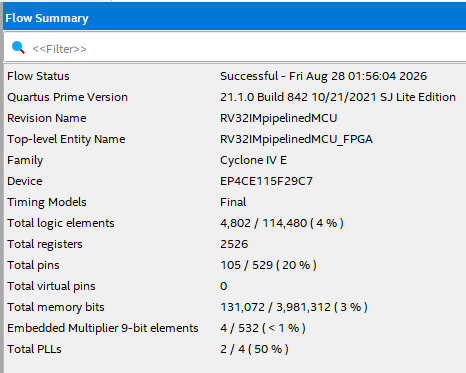 Flow Summary
<<Filter>>
Flow Status Successful - Fri Aug 28 01:56:04 2026
Quartus Prime Version 21.1.0 Build 842 10/21/2021 SJ Lite Edition
Revision Name RV32IMpipelinedMCU
Top-level Entity Name RV32IMpipelinedMCU_FPGA
Family Cyclone IV E
Device EP4CE115F29C7
Timing Models Final
Total logic elements 4,802 / 114,480 ( 4 % )
Total registers 2526
Total pins 105 / 529 ( 20 % )
Total virtual pins 0
Total memory bits 131,072 / 3,981,312 ( 3 % )
Embedded Multiplier 9-bit elements 4 / 532 ( < 1 % )
Total PLLs 2 / 4 ( 50 % )